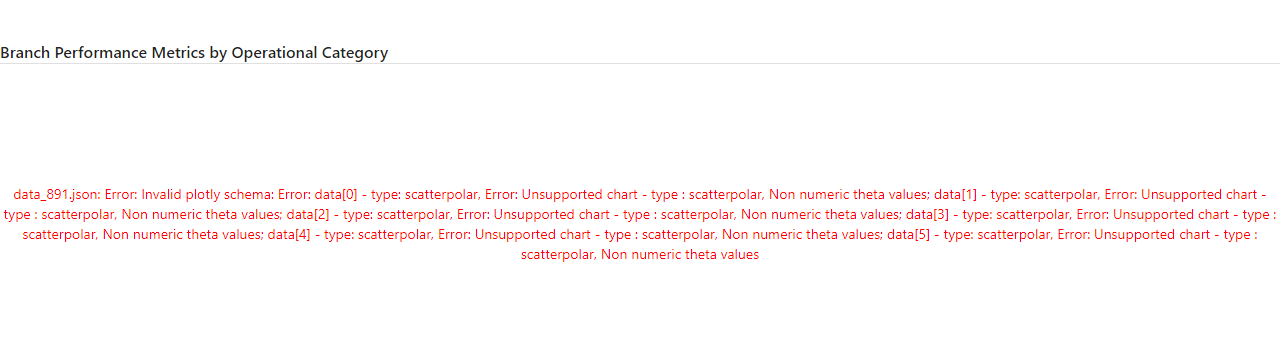 Branch Performance Metrics by Operational Category
data_891.json: Error: Invalid plotly schema: Error: data[0] - type: scatterpolar, Error: Unsupported chart - type : scatterpolar, Non numeric theta values; data[1] - type: scatterpolar, Error: Unsupported chart -
type : scatterpolar, Non numeric theta values; data[2] - type: scatterpolar, Error: Unsupported chart - type : scatterpolar, Non numeric theta values; data[3] - type: scatterpolar, Error: Unsupported chart - type :
scatterpolar, Non numeric theta values; data[4] - type: scatterpolar, Error: Unsupported chart - type : scatterpolar, Non numeric theta values; data[5] - type: scatterpolar, Error: Unsupported chart - type :
scatterpolar, Non numeric theta values